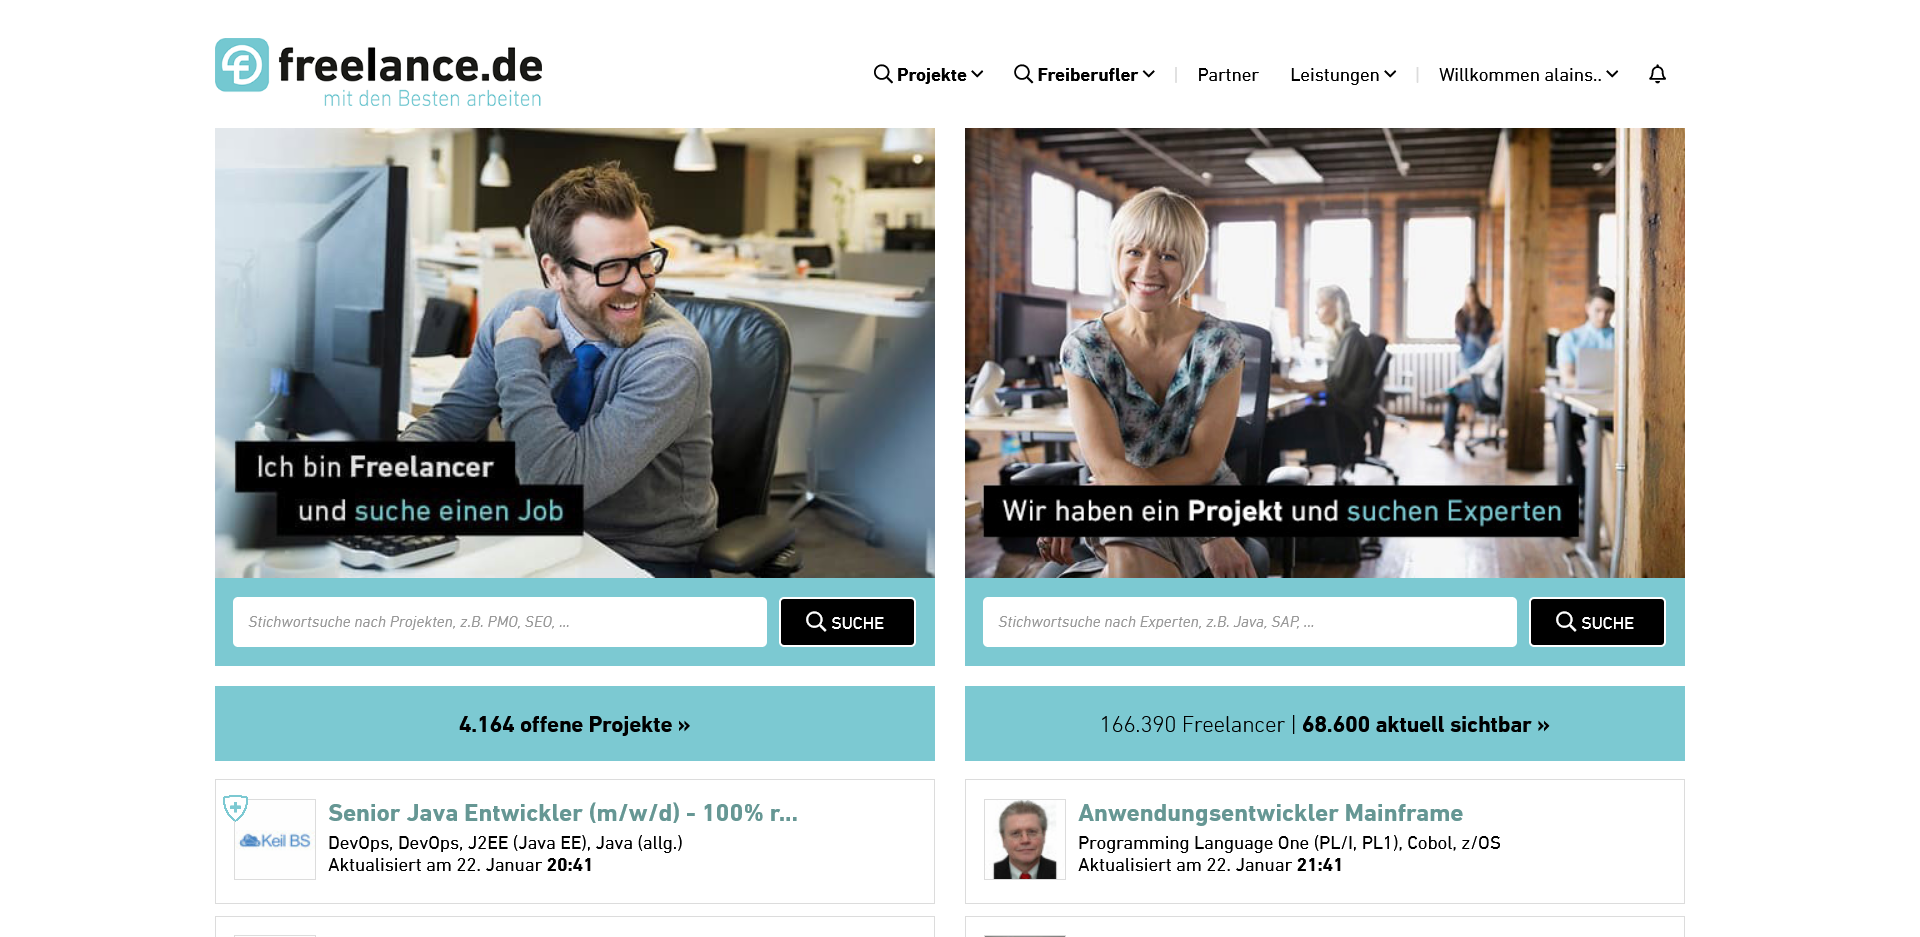 freelance.de
mit den Besten arbeiten
Projekte
Freiberufler
Partner
Leistungen
Willkommen alains..
Ich bin Freelancer
und suche einen Job
Wir haben ein Projekt und suchen Experten
Stichwortsuche nach Projekten, z.B. PMO, SEO, ...
SUCHE
Stichwortsuche nach Experten, z.B. Java, SAP, ...
SUCHE
4.164 offene Projekte »
166.390 Freelancer | 68.600 aktuell sichtbar »
Keil BS
Senior Java Entwickler (m/w/d) - 100% r...
DevOps, DevOps, J2EE (Java EE), Java (allg.)
Aktualisiert am 22. Januar 20:41
Anwendungsentwickler Mainframe
Programming Language One (PL/I, PL1), Cobol, z/OS
Aktualisiert am 22. Januar 21:41